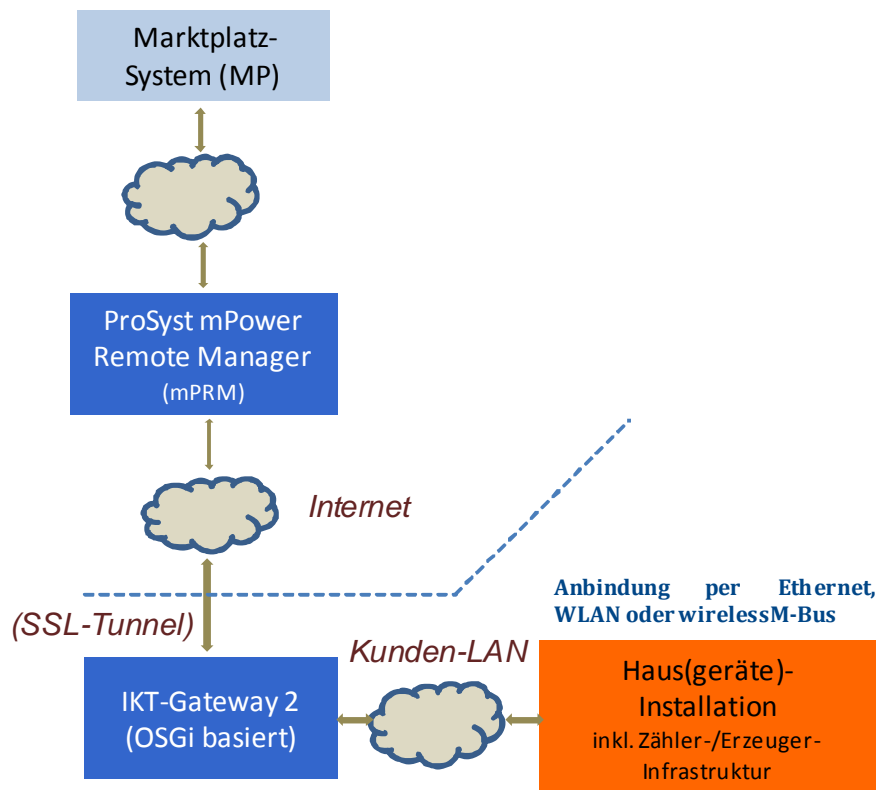 Marktplatz-
System (MP)
ProSyst mPower
Remote Manager
(mPRM)
Internet
Anbindung per Ethernet,
WLAN oder wirelessM-Bus
(SSL-Tunnel)
Kunden-LAN
IKT-Gateway 2
(OSGi basiert)
Haus(geräte)-
Installation
inkl. Zähler-/Erzeuger-
Infrastruktur